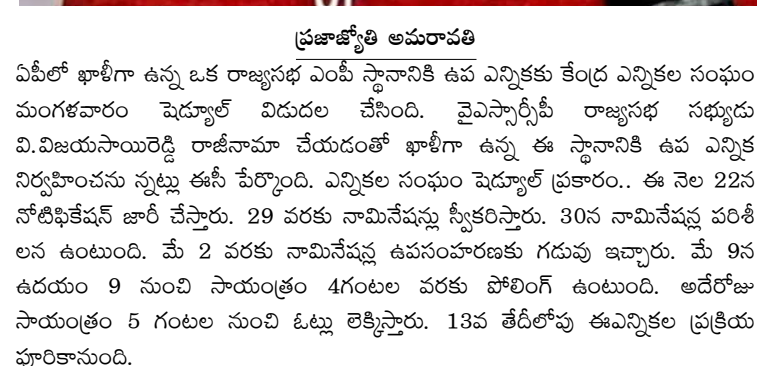 ప్రజాజ్యోతి అమరావతి
ఏపీలో ఖాళీగా ఉన్న ఒక రాజ్యసభ ఎంపీ స్థానానికి ఉప ఎన్నికకు కేంద్ర ఎన్నికల సంఘం
మంగళవారం షెడ్యూల్ విడుదల చేసింది. వైఎస్సార్సీపీ రాజ్యసభ సభ్యుడు
వి.విజయసాయిరెడ్డి రాజీనామా చేయడంతో ఖాళీగా ఉన్న ఈ స్థానానికి ఉప ఎన్నిక
నిర్వహించను న్నట్లు ఈసీ పేర్కొంది. ఎన్నికల సంఘం షెడ్యూల్ ప్రకారం.. ఈ నెల 22న
నోటిఫికేషన్ జారీ చేస్తారు. 29 వరకు నామినేషన్లు స్వీకరిస్తారు. 30న నామినేషన్ల పరిశీ
లన ఉంటుంది. మే 2 వరకు నామినేషన్ల ఉపసంహరణకు గడువు ఇచ్చారు. మే 9న
ఉదయం 9 నుంచి సాయంత్రం 4గంటల వరకు పోలింగ్ ఉంటుంది. అదేరోజు
సాయంత్రం 5 గంటల నుంచి ఓట్లు లెక్కిస్తారు. 13వ తేదీలోపు ఈఎన్నికల ప్రక్రియ
పూరికానుంది.